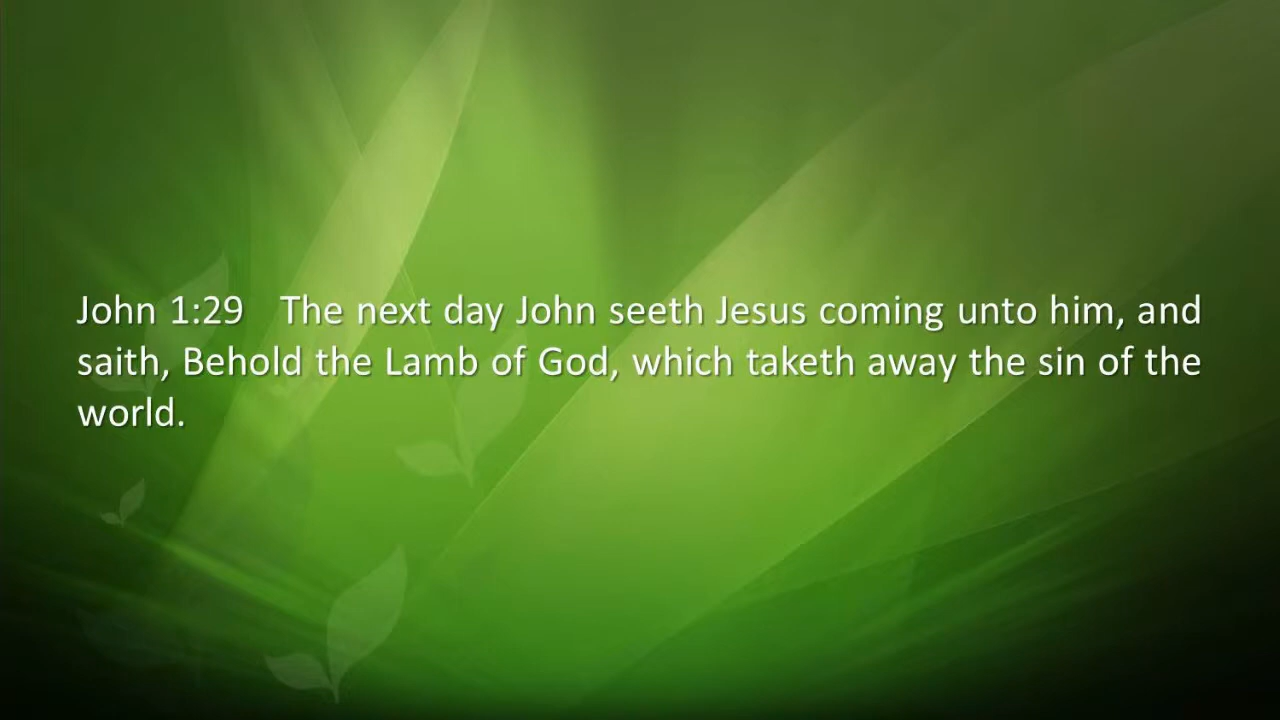 John 1:29 The next day John seeth Jesus coming unto him, and
saith, Behold the Lamb of God, which taketh away the sin of the
world.